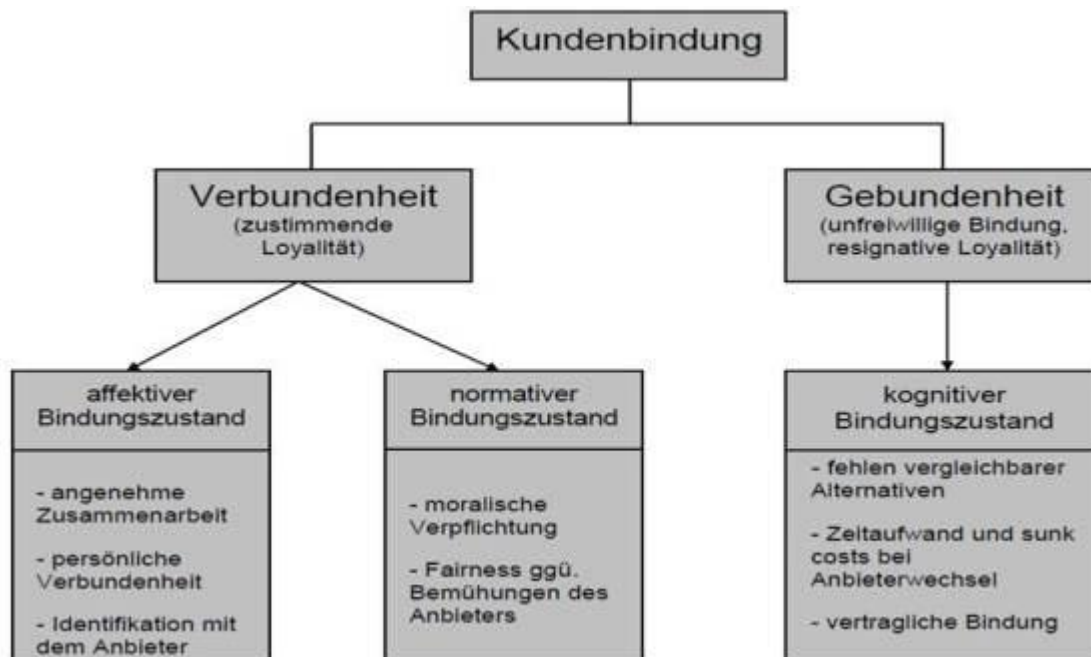 Kundenbindung
Verbundenheit
(zustimmende
Loyalität)
Gebundenheit
(unfreiwillige Bindung,
resignative Loyalität)
affektiver
Bindungszustand
- angenehme
Zusammenarbeit
- persönliche
Verbundenheit
- Identifikation mit
dem Anbieter
normativer
Bindungszustand
- moralische
Verpflichtung
- Fairness ggü.
Bemühungen des
Anbieters
kognitiver
Bindungszustand
- fehlen vergleichbarer
Alternativen
- Zeitaufwand und sunk
costs bei
Anbieterwechsel
- vertragliche Bindung